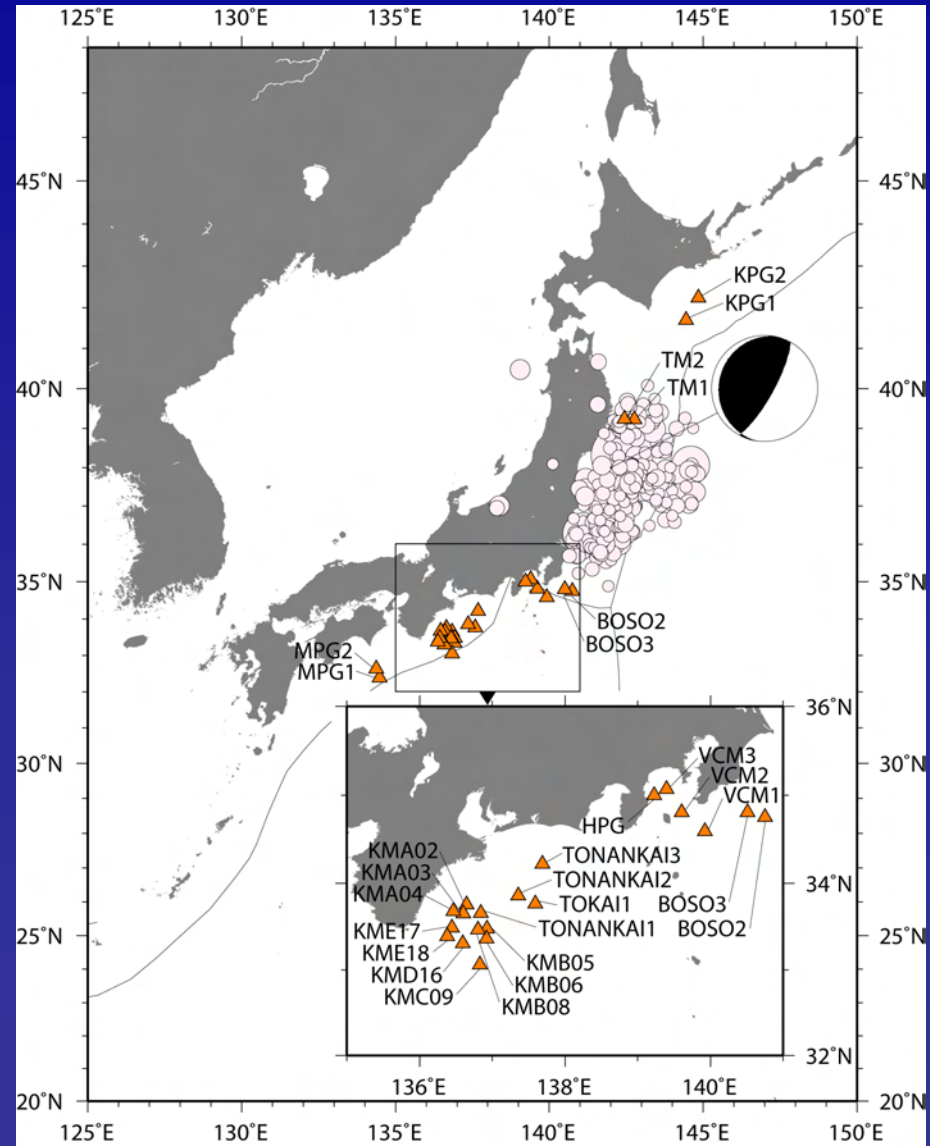 125˚E 130˚E 135˚E 140˚E 145˚E 150˚E
45˚N 45˚N
KPG2
KPG1
40˚N 40˚N
TM2
TM1
35˚N 35˚N
BOSO2
BOSO3
MPG2
MPG1
36˚N
30˚N 30˚N
VCM3
VCM2
VCM1
HPG
KMA02
TONANKAI3
KMA03
TONANKAI2
KMA04
34˚N
TOKAI1
BOSO3
KME17
TONANKAI1
BOSO2
25˚N 25˚N
KME18
KMB05
KMD16
KMB06
KMC09
KMB08
32˚N
136˚E 138˚E 140˚E
20˚N 20˚N
125˚E 130˚E 135˚E 140˚E 145˚E 150˚E